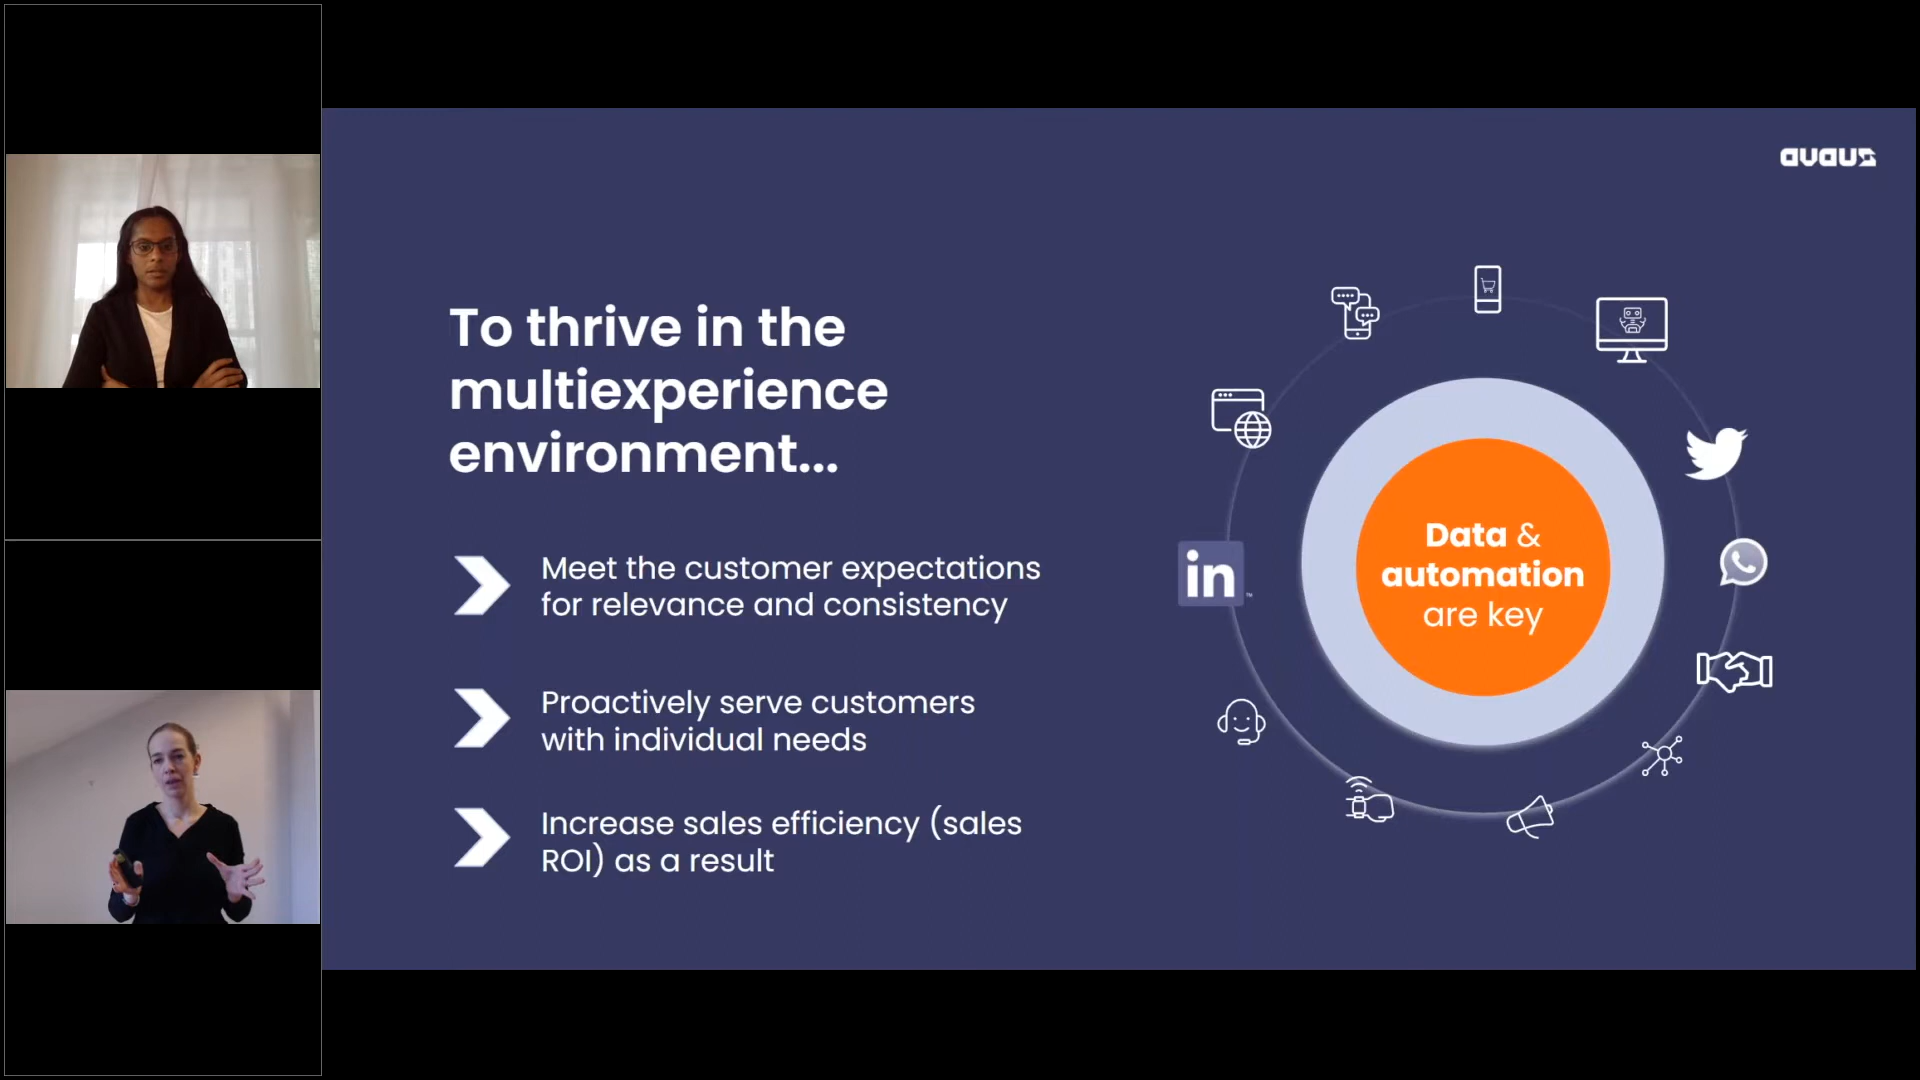 avaus
To thrive in the
multiexperience
environment...
Meet the customer expectations
for relevance and consistency
Proactively serve customers
with individual needs
Increase sales efficiency (sales
ROI) as a result
Data &
automation
are key
in